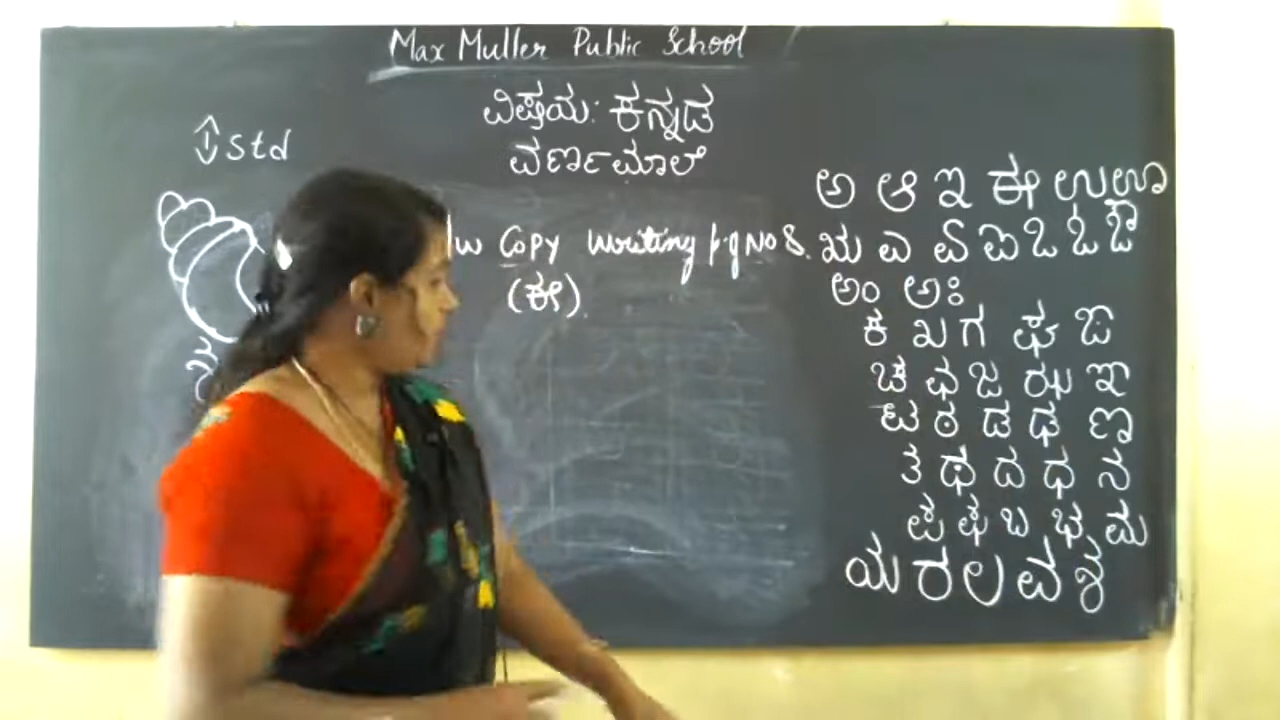 Max Muller Public School
ವಿಷಯ: ಕನ್ನಡ
I Std
ವರ್ಣಮಾಲೆ
Copy writing pg No 8.
(ಈ)
ಅ ಆ ಇ ಈ ಉ ಊ
ಋ ಎ ಏ ಐ ಒ ಓ ಔ
ಅಂ ಅಃ
ಕ ಖ ಗ ಘ ಙ
ಚ ಛ ಜ ಝ ಞ
ಟ ಠ ಡ ಢ ಣ
ತ ಥ ದ ಧ ನ
ಪ ಫ ಬ ಭ ಮ
ಯ ರ ಲ ವ ಶ